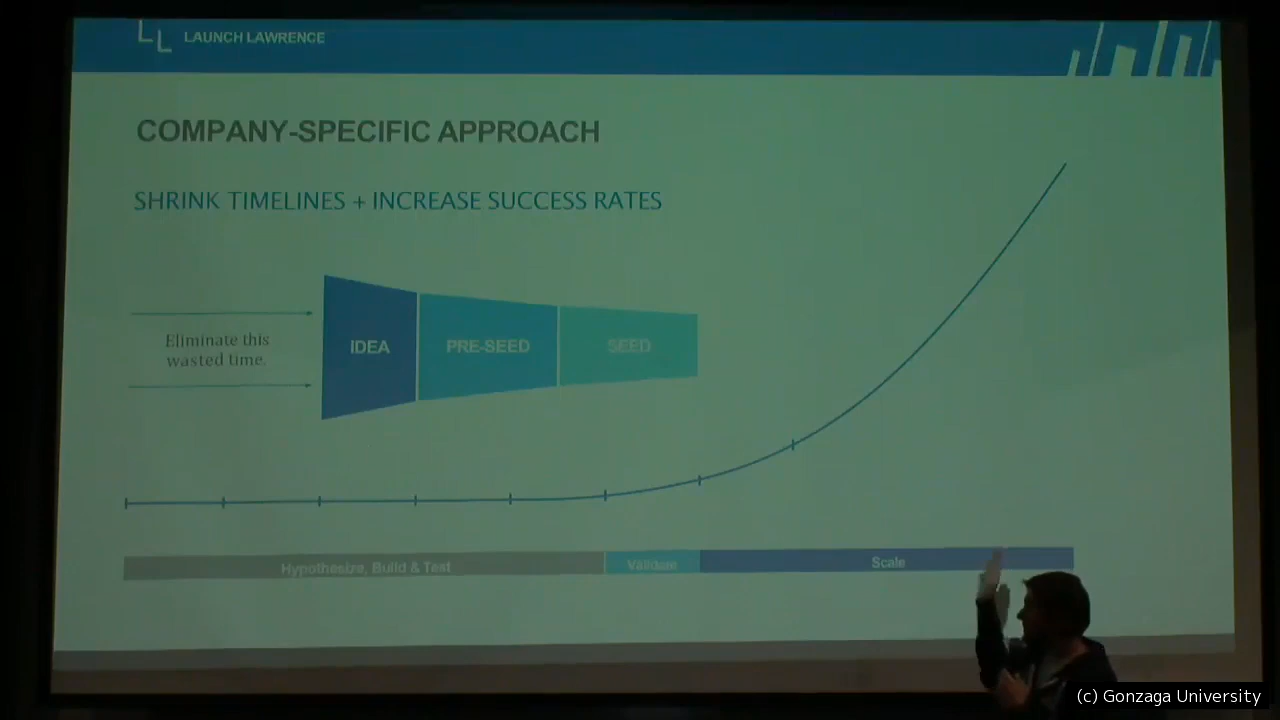 LL LAUNCH LAWRENCE
COMPANY-SPECIFIC APPROACH
SHRINK TIMELINES + INCREASE SUCCESS RATES
Eliminate this
wasted time.
IDEA
PRE-SEED
SEED
Hypothesize, Build & Test
Validate
Scale
(c) Gonzaga University